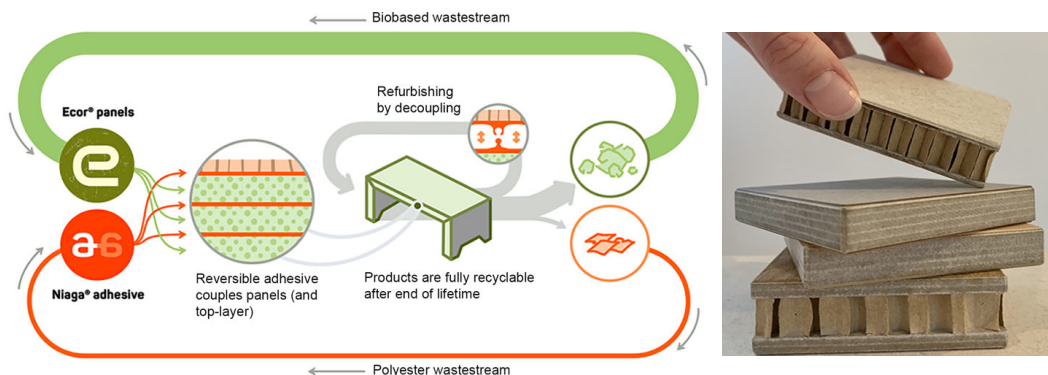 Biobased wastestream
Ecor® panels
Refurbishing
by decoupling
Niaga® adhesive
Reversible adhesive
couples panels (and
top-layer)
Products are fully recyclable
after end of lifetime
Polyester wastestream